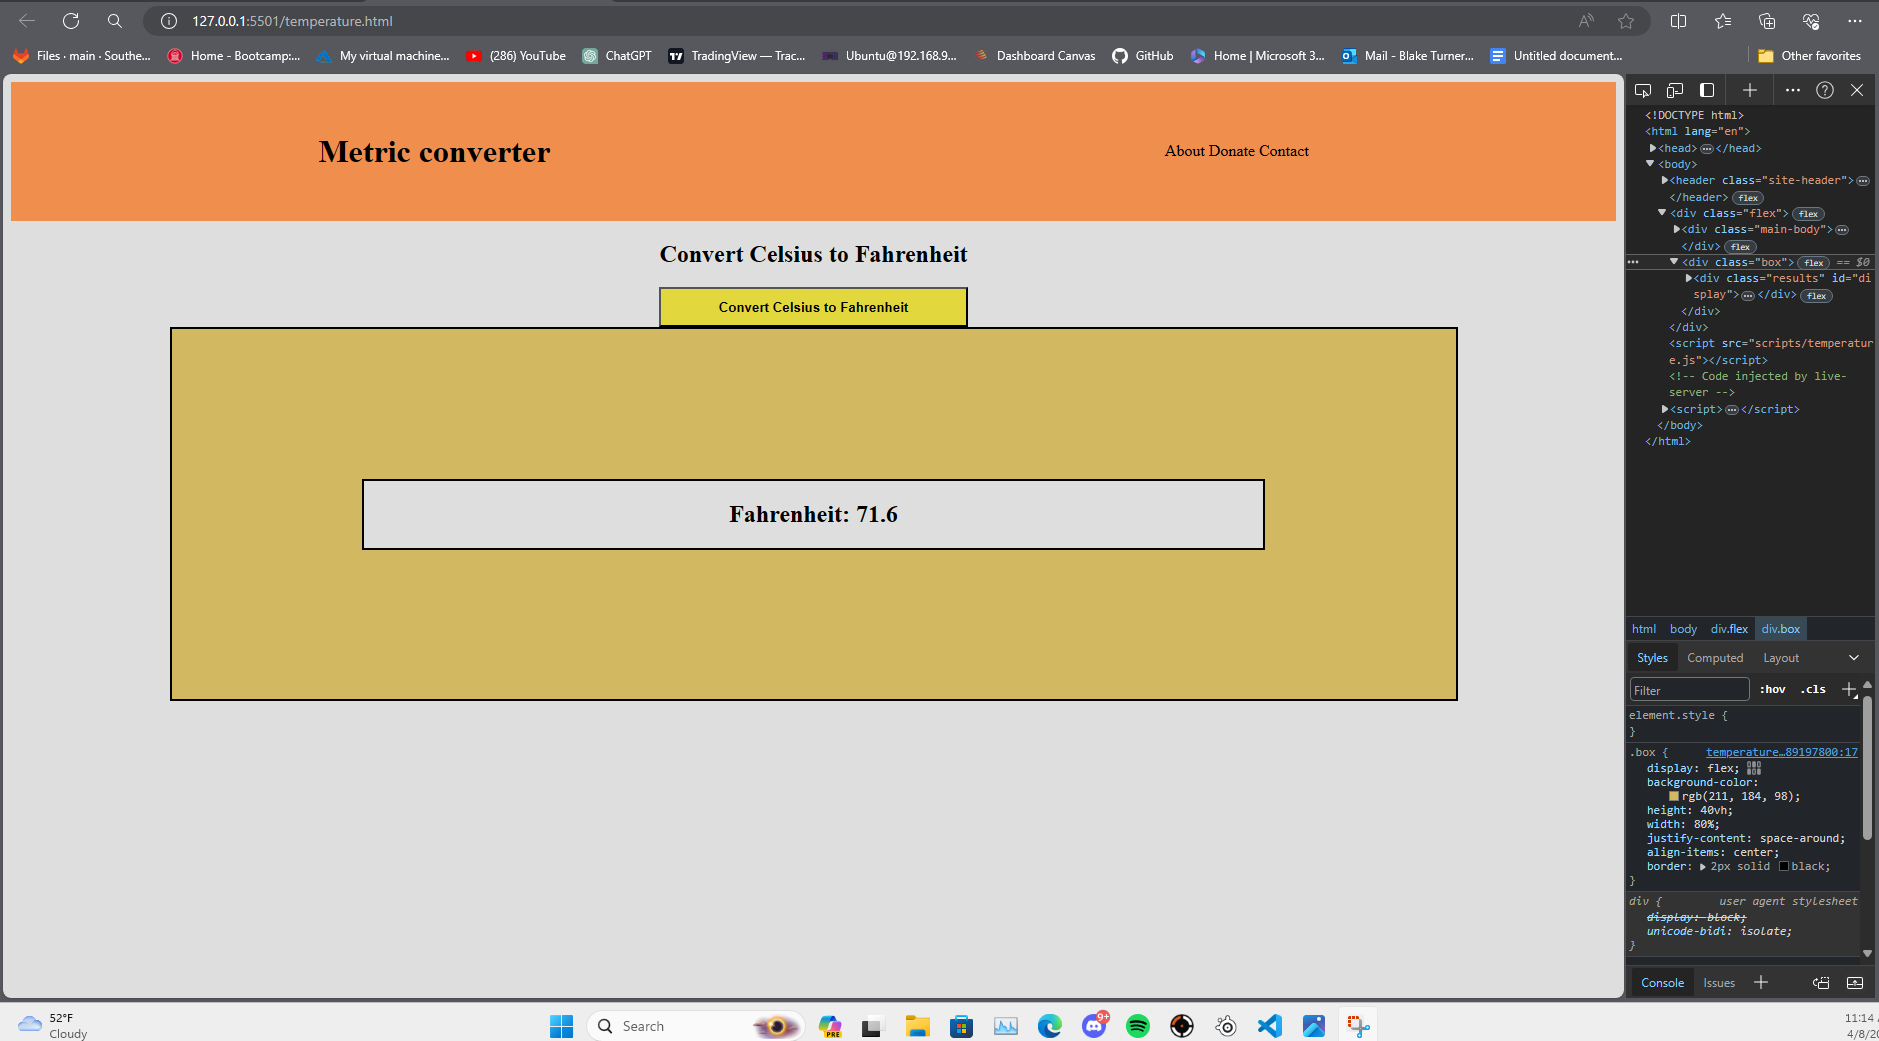 127.0.0.1:5501/temperature.html
Files · main · Southe...
Home - Bootcamp:...
My virtual machine...
(286) YouTube
ChatGPT
TradingView — Trac...
Ubuntu@192.168.9...
Dashboard Canvas
GitHub
Home | Microsoft 3...
Mail - Blake Turner...
Untitled document...
Other favorites
Metric converter
About Donate Contact
Convert Celsius to Fahrenheit
Convert Celsius to Fahrenheit
Fahrenheit: 71.6
<!DOCTYPE html>
<html lang="en">
<head>⋯</head>
<body>
<header class="site-header">⋯
</header> flex
<div class="flex"> flex
<div class="main-body">⋯
</div> flex
<div class="box"> flex == $0
<div class="results" id="di
splay">⋯</div> flex
</div>
</div>
<script src="scripts/temperatur
e.js"></script>
<!-- Code injected by live-
server -->
<script>⋯</script>
</body>
</html>
html body div.flex div.box
Styles Computed Layout
Filter :hov .cls
element.style {
}
.box { temperature…89197800:17
display: flex;
background-color:
rgb(211, 184, 98);
height: 40vh;
width: 80%;
justify-content: space-around;
align-items: center;
border: 2px solid black;
}
div { user agent stylesheet
display: block;
unicode-bidi: isolate;
}
Console Issues
52°F
Cloudy
Search
PRE
9+
11:14
4/8/20